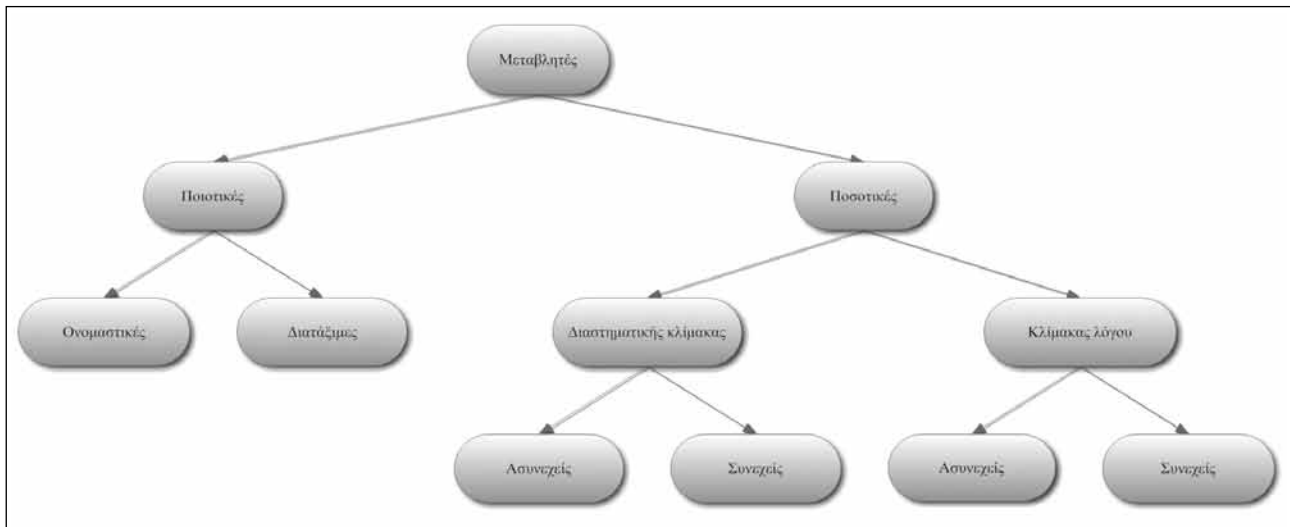 Μεταβλητές
Ποιοτικές
Ποσοτικές
Ονομαστικές
Διατάξιμες
Διαστηματικής κλίμακας
Κλίμακας λόγου
Ασυνεχείς
Συνεχείς
Ασυνεχείς
Συνεχείς